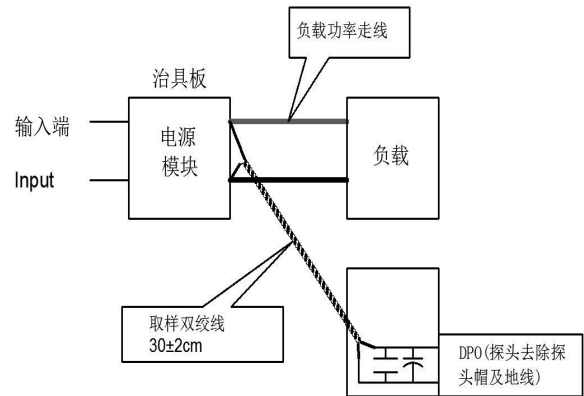 负载功率走线
治具板
输入端
Input
电源
模块
负载
取样双绞线
30±2cm
DPO(探头去除探
头帽及地线)